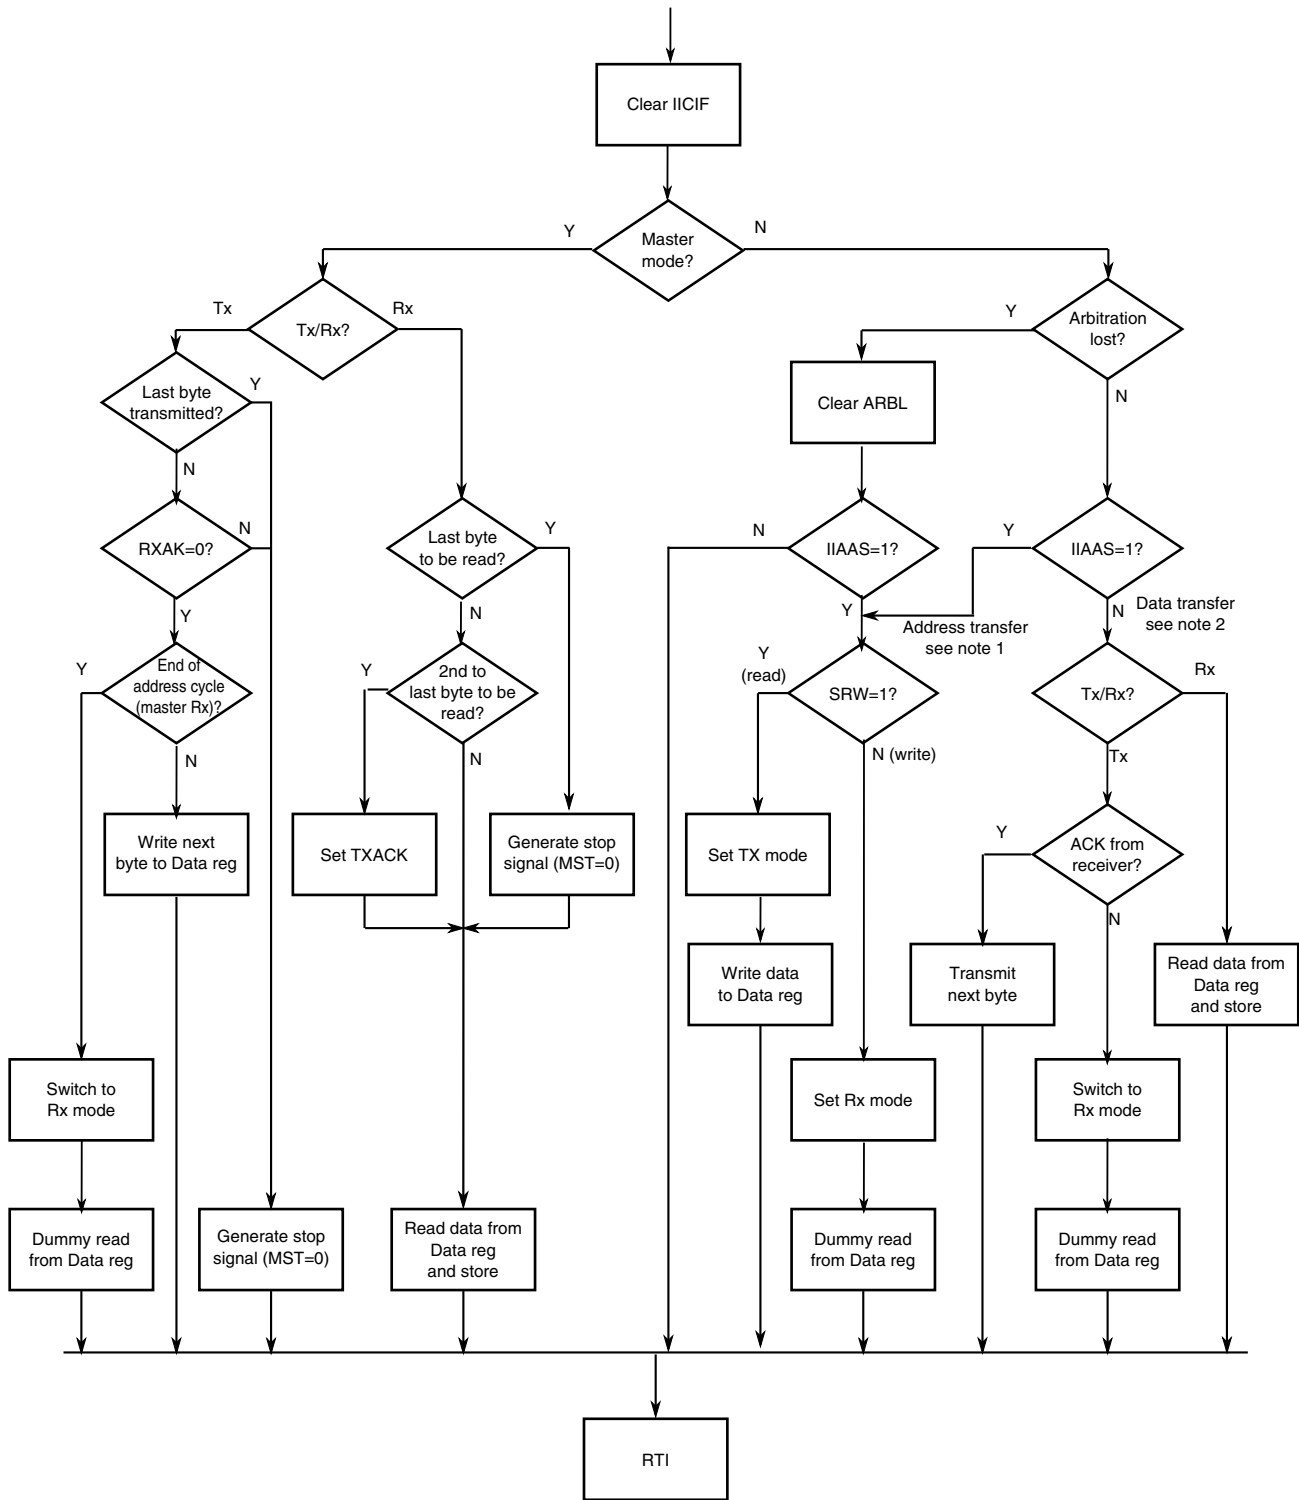 Clear IICIF
Master
mode?
Y
N
Tx/Rx?
Tx
Rx
Arbitration
lost?
Y
N
Last byte
transmitted?
Y
N
Clear ARBL
RXAK=0?
N
Y
Last byte
to be read?
Y
N
IIAAS=1?
N
Y
IIAAS=1?
Y
N
Address transfer
see note 1
Data transfer
see note 2
End of
address cycle
(master Rx)?
Y
N
2nd to
last byte to be
read?
Y
N
SRW=1?
Y
(read)
N (write)
Tx/Rx?
Rx
Tx
Write next
byte to Data reg
Set TXACK
Generate stop
signal (MST=0)
Set TX mode
ACK from
receiver?
Y
N
Write data
to Data reg
Transmit
next byte
Read data from
Data reg
and store
Switch to
Rx mode
Set Rx mode
Switch to
Rx mode
Dummy read
from Data reg
Generate stop
signal (MST=0)
Read data from
Data reg
and store
Dummy read
from Data reg
Dummy read
from Data reg
RTI